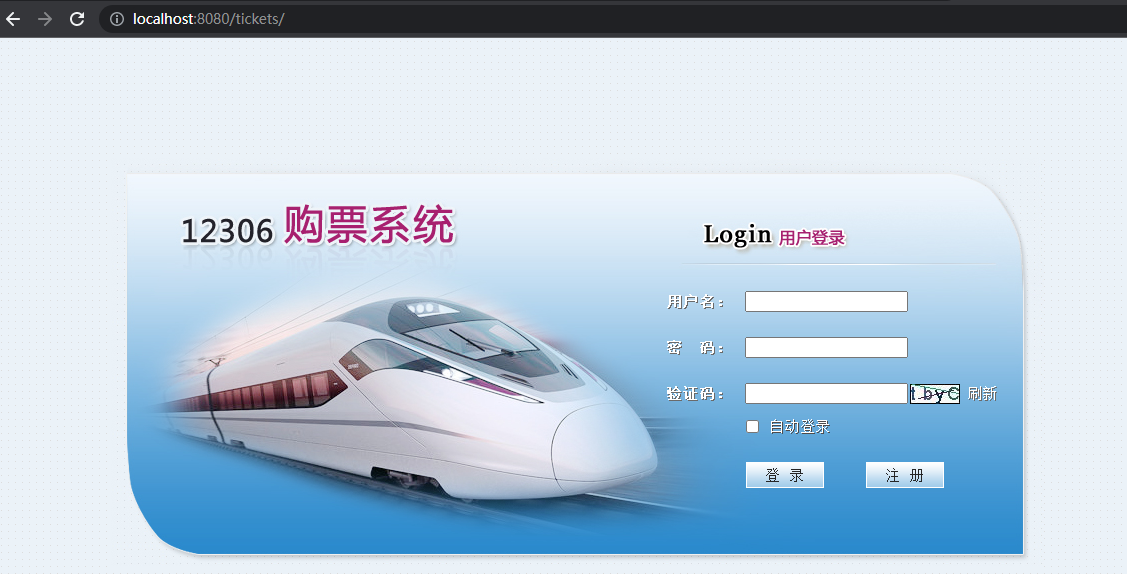 localhost:8080/tickets/
12306 购票系统
Login 用户登录
用户名：
密 码：
验证码： tbyC 刷新
自动登录
登 录 注 册